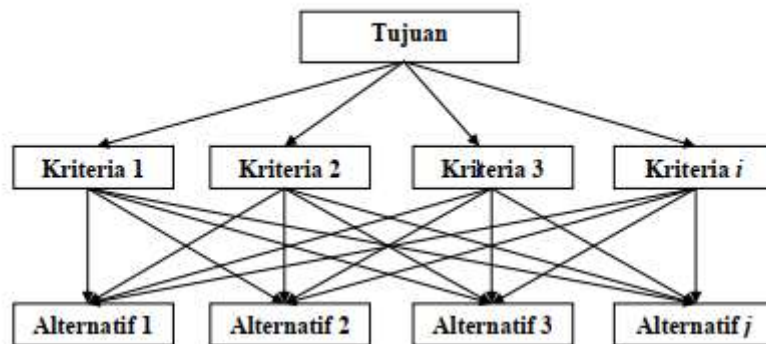 Tujuan
Kriteria 1
Kriteria 2
Kriteria 3
Kriteria i
Alternatif 1
Alternatif 2
Alternatif 3
Alternatif j